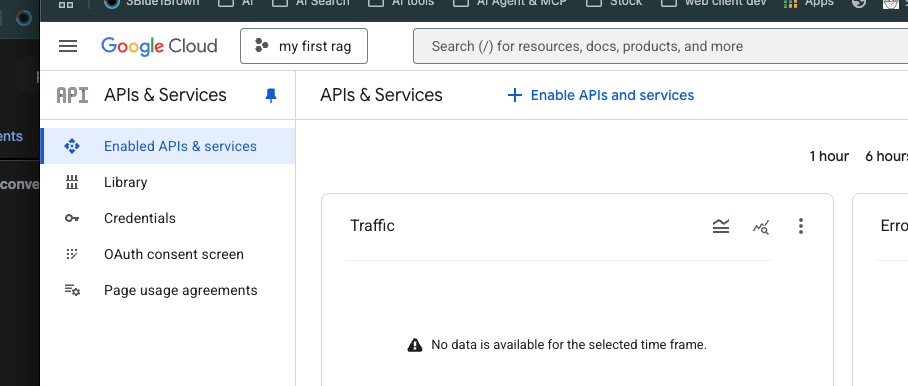 3Blue1Brown AI AI Search AI tools AI Agent & MCP Stock web client dev Apps
Google Cloud my first rag Search (/) for resources, docs, products, and more
API APIs & Services APIs & Services Enable APIs and services
ents
Enabled APIs & services
1 hour 6 hours
Library
conve
Credentials
Traffic Erro
OAuth consent screen
Page usage agreements
No data is available for the selected time frame.